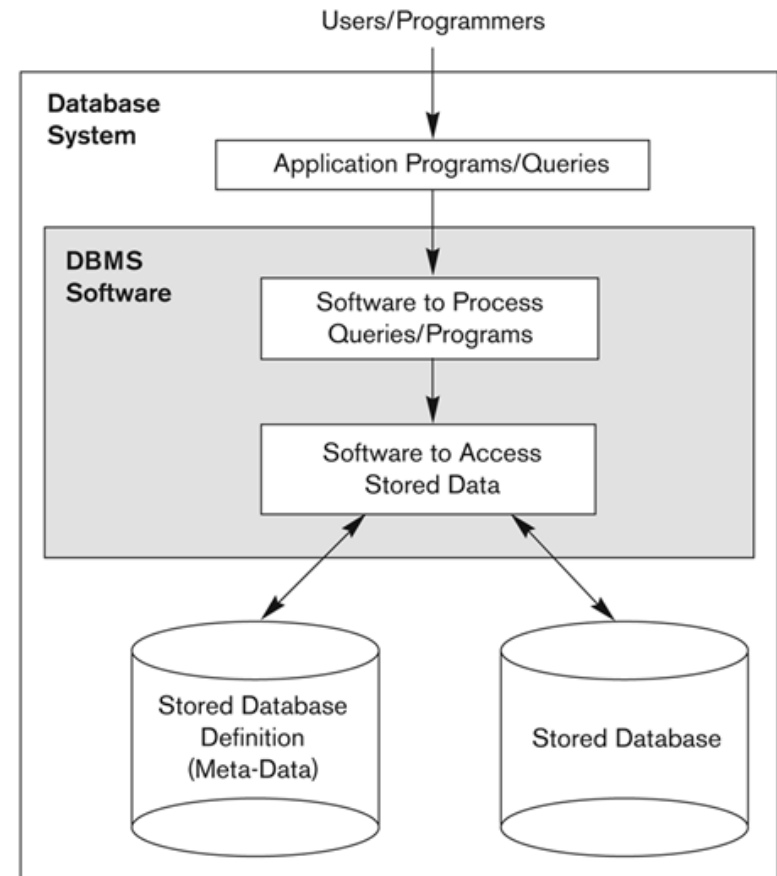 Users/Programmers
Database
System
Application Programs/Queries
DBMS
Software
Software to Process
Queries/Programs
Software to Access
Stored Data
Stored Database
Definition
(Meta-Data)
Stored Database